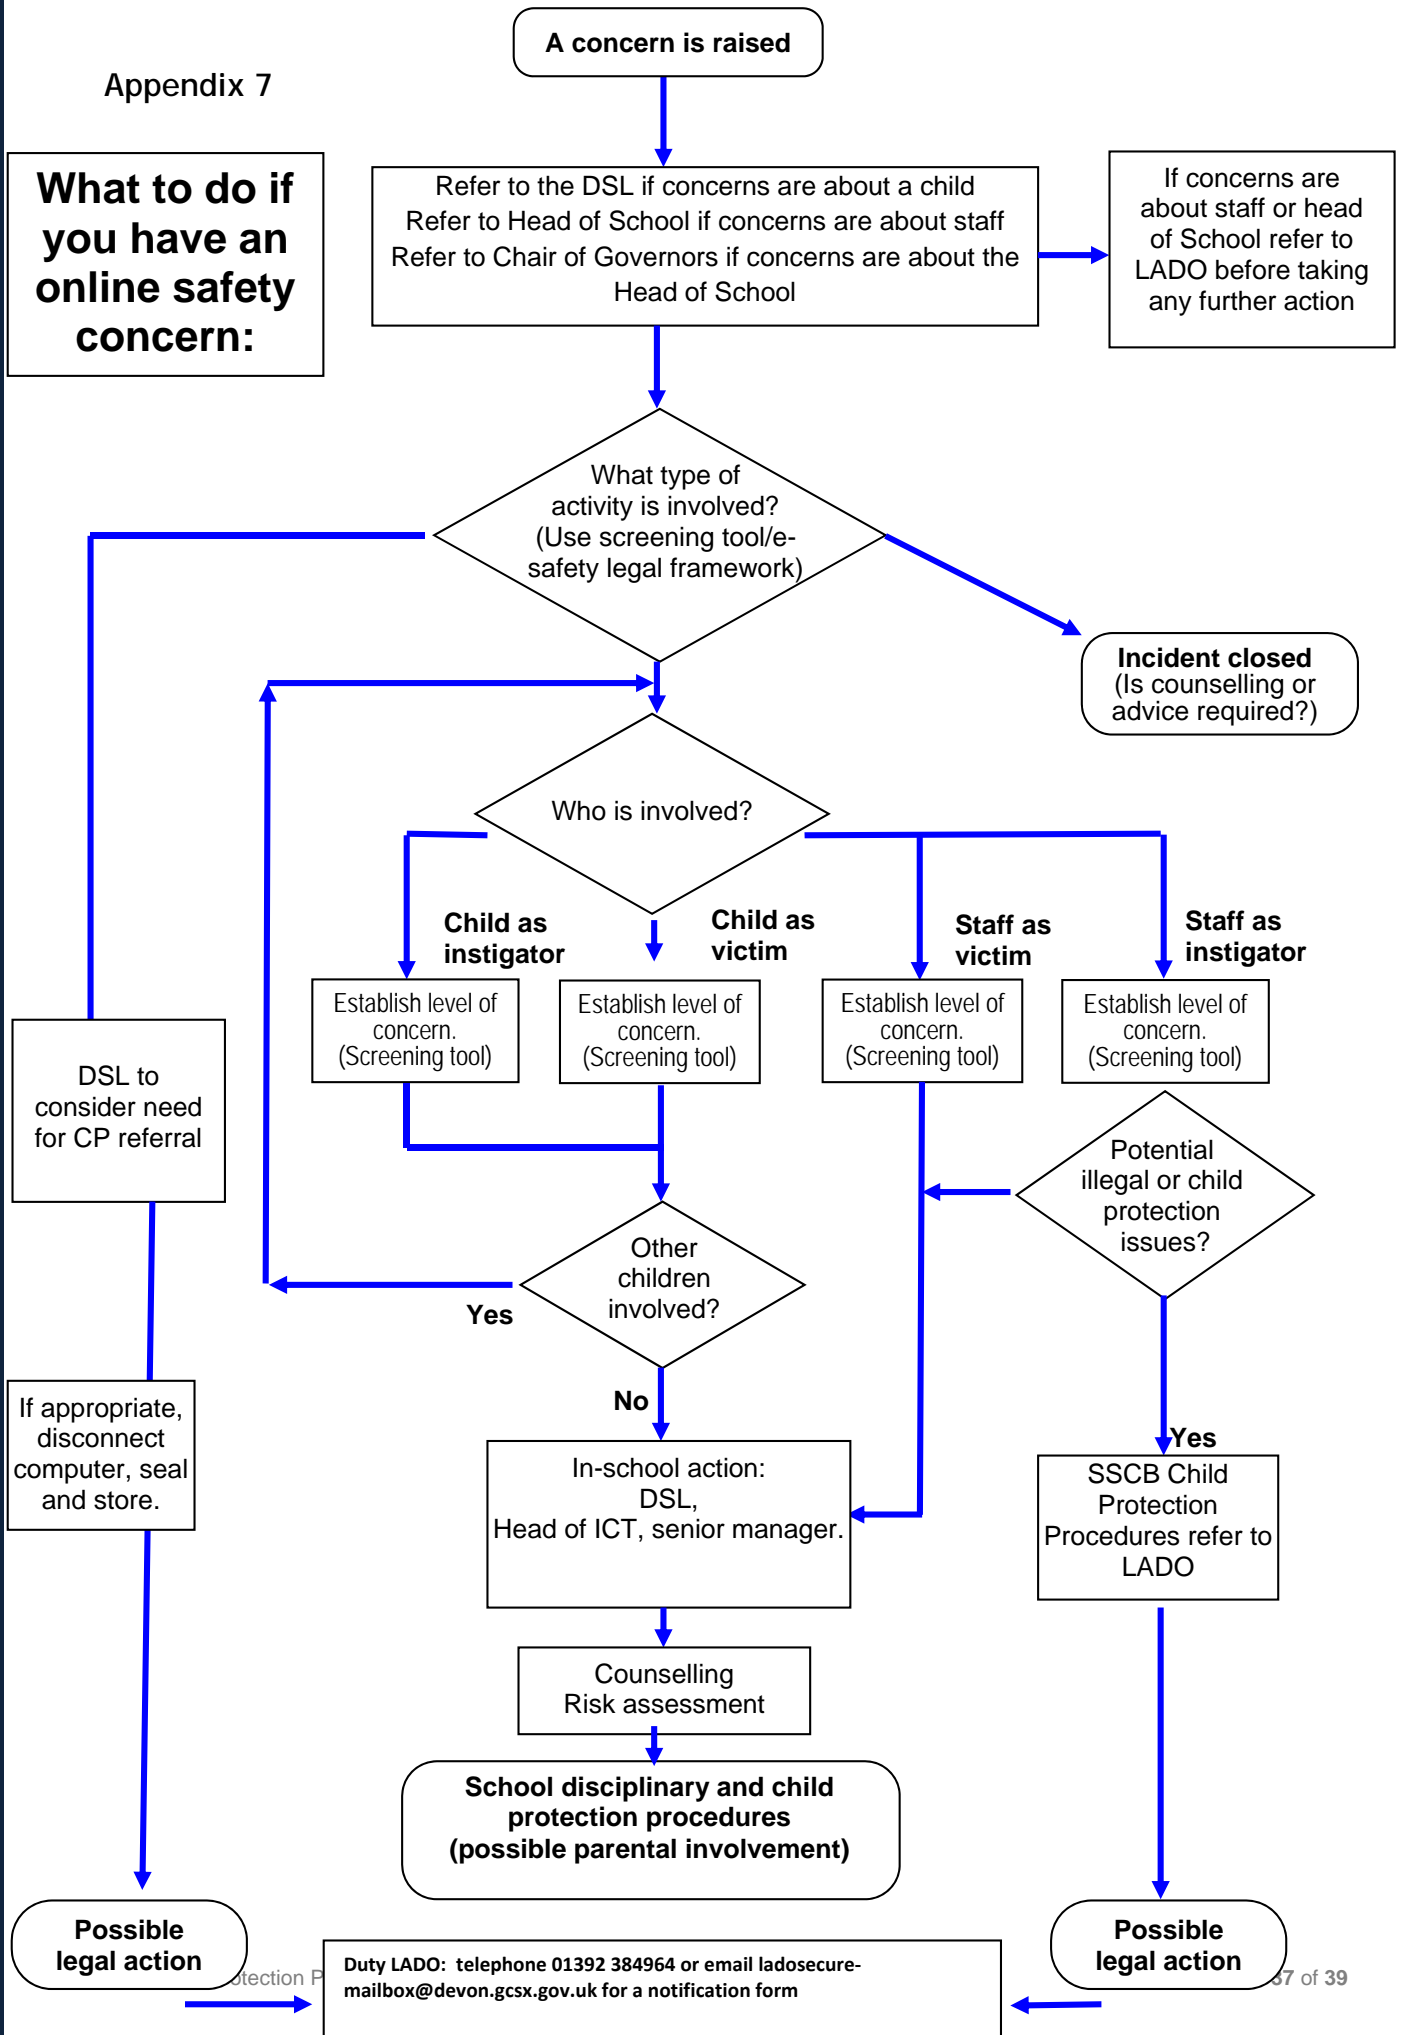 A concern is raised
Appendix 7
What to do if
you have an
online safety
concern:
Refer to the DSL if concerns are about a child
Refer to Head of School if concerns are about staff
Refer to Chair of Governors if concerns are about the
Head of School
If concerns are
about staff or head
of School refer to
LADO before taking
any further action
What type of
activity is involved?
(Use screening tool/e-
safety legal framework)
Incident closed
(Is counselling or
advice required?)
Who is involved?
Child as
instigator
Child as
victim
Staff as
victim
Staff as
instigator
Establish level of
concern.
(Screening tool)
Establish level of
concern.
(Screening tool)
Establish level of
concern.
(Screening tool)
Establish level of
concern.
(Screening tool)
DSL to
consider need
for CP referral
Potential
illegal or child
protection
issues?
Other
children
involved?
Yes
No
If appropriate,
disconnect
computer, seal
and store.
In-school action:
DSL,
Head of ICT, senior manager.
Yes
SSCB Child
Protection
Procedures refer to
LADO
Counselling
Risk assessment
School disciplinary and child
protection procedures
(possible parental involvement)
Possible
legal action
Possible
legal action
Duty LADO: telephone 01392 384964 or email ladosecure-
mailbox@devon.gcsx.gov.uk for a notification form
37 of 39